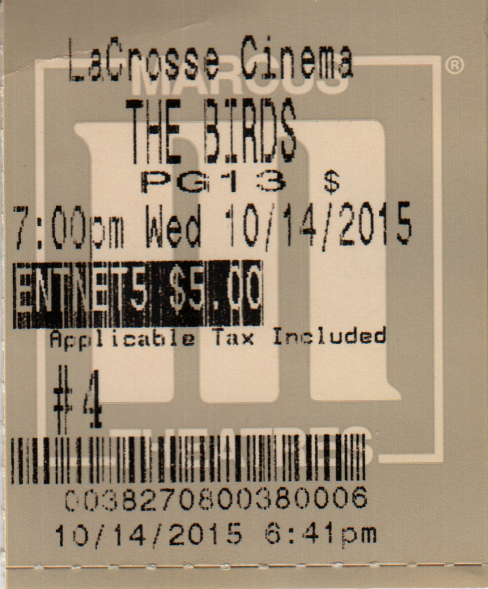 LaCrosse Cinema
MARCUS ®
THE BIRDS
PG13 $
7:00pm Wed 10/14/2015
ENTNET5 $5.00
Applicable Tax Included
#4
THEATRES
0038270800380006
10/14/2015 6:41pm